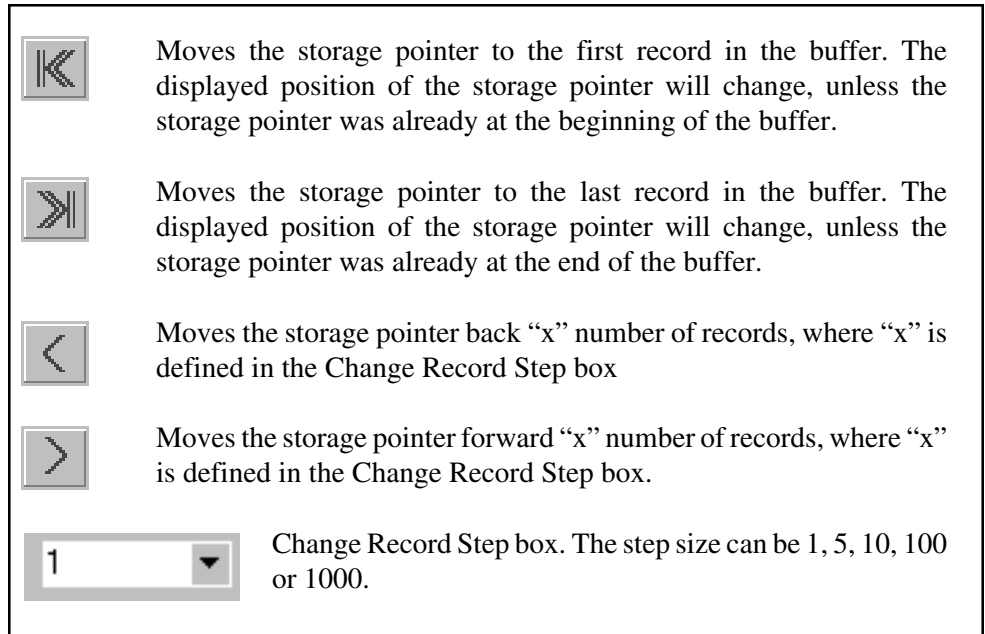 Moves the storage pointer to the first record in the buffer. The
displayed position of the storage pointer will change, unless the
storage pointer was already at the beginning of the buffer.
Moves the storage pointer to the last record in the buffer. The
displayed position of the storage pointer will change, unless the
storage pointer was already at the end of the buffer.
Moves the storage pointer back “x” number of records, where “x” is
defined in the Change Record Step box
Moves the storage pointer forward “x” number of records, where “x”
is defined in the Change Record Step box.
1
Change Record Step box. The step size can be 1, 5, 10, 100
or 1000.